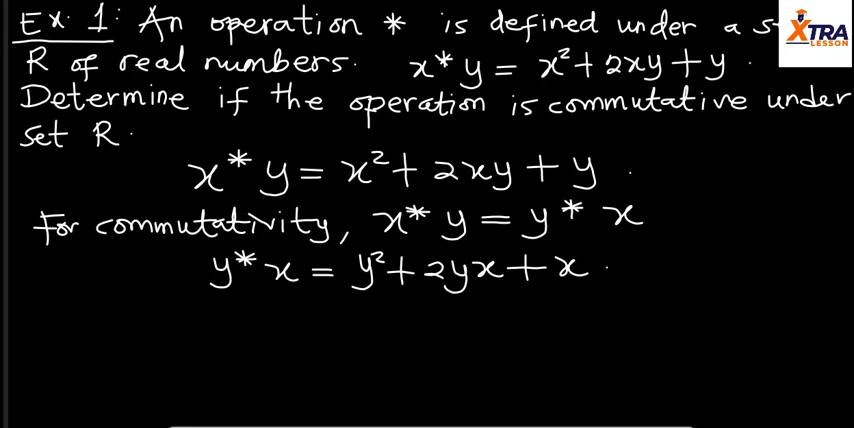 Ex. 1: An operation * is defined under a
R of real numbers. x * y = x² + 2xy + y.
Determine if the operation is commutative under
set R.
x * y = x² + 2xy + y.
For commutativity, x * y = y * x
y * x = y² + 2yx + x.
XTRA
LESSON